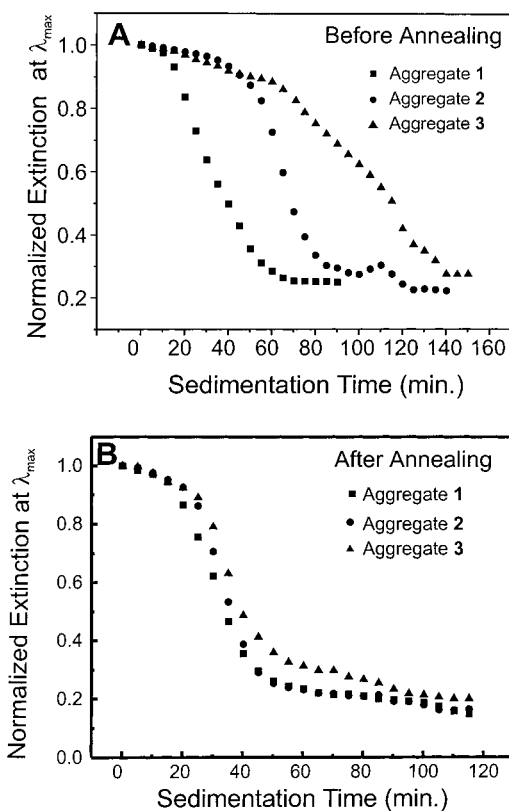 A
Before Annealing
Aggregate 1
Aggregate 2
Aggregate 3
Normalized Extinction at λmax
1.0
0.8
0.6
0.4
0.2
0 20 40 60 80 100 120 140 160
Sedimentation Time (min.)
B
After Annealing
Aggregate 1
Aggregate 2
Aggregate 3
Normalized Extinction at λmax
1.0
0.8
0.6
0.4
0.2
0.0
0 20 40 60 80 100 120
Sedimentation Time (min.)